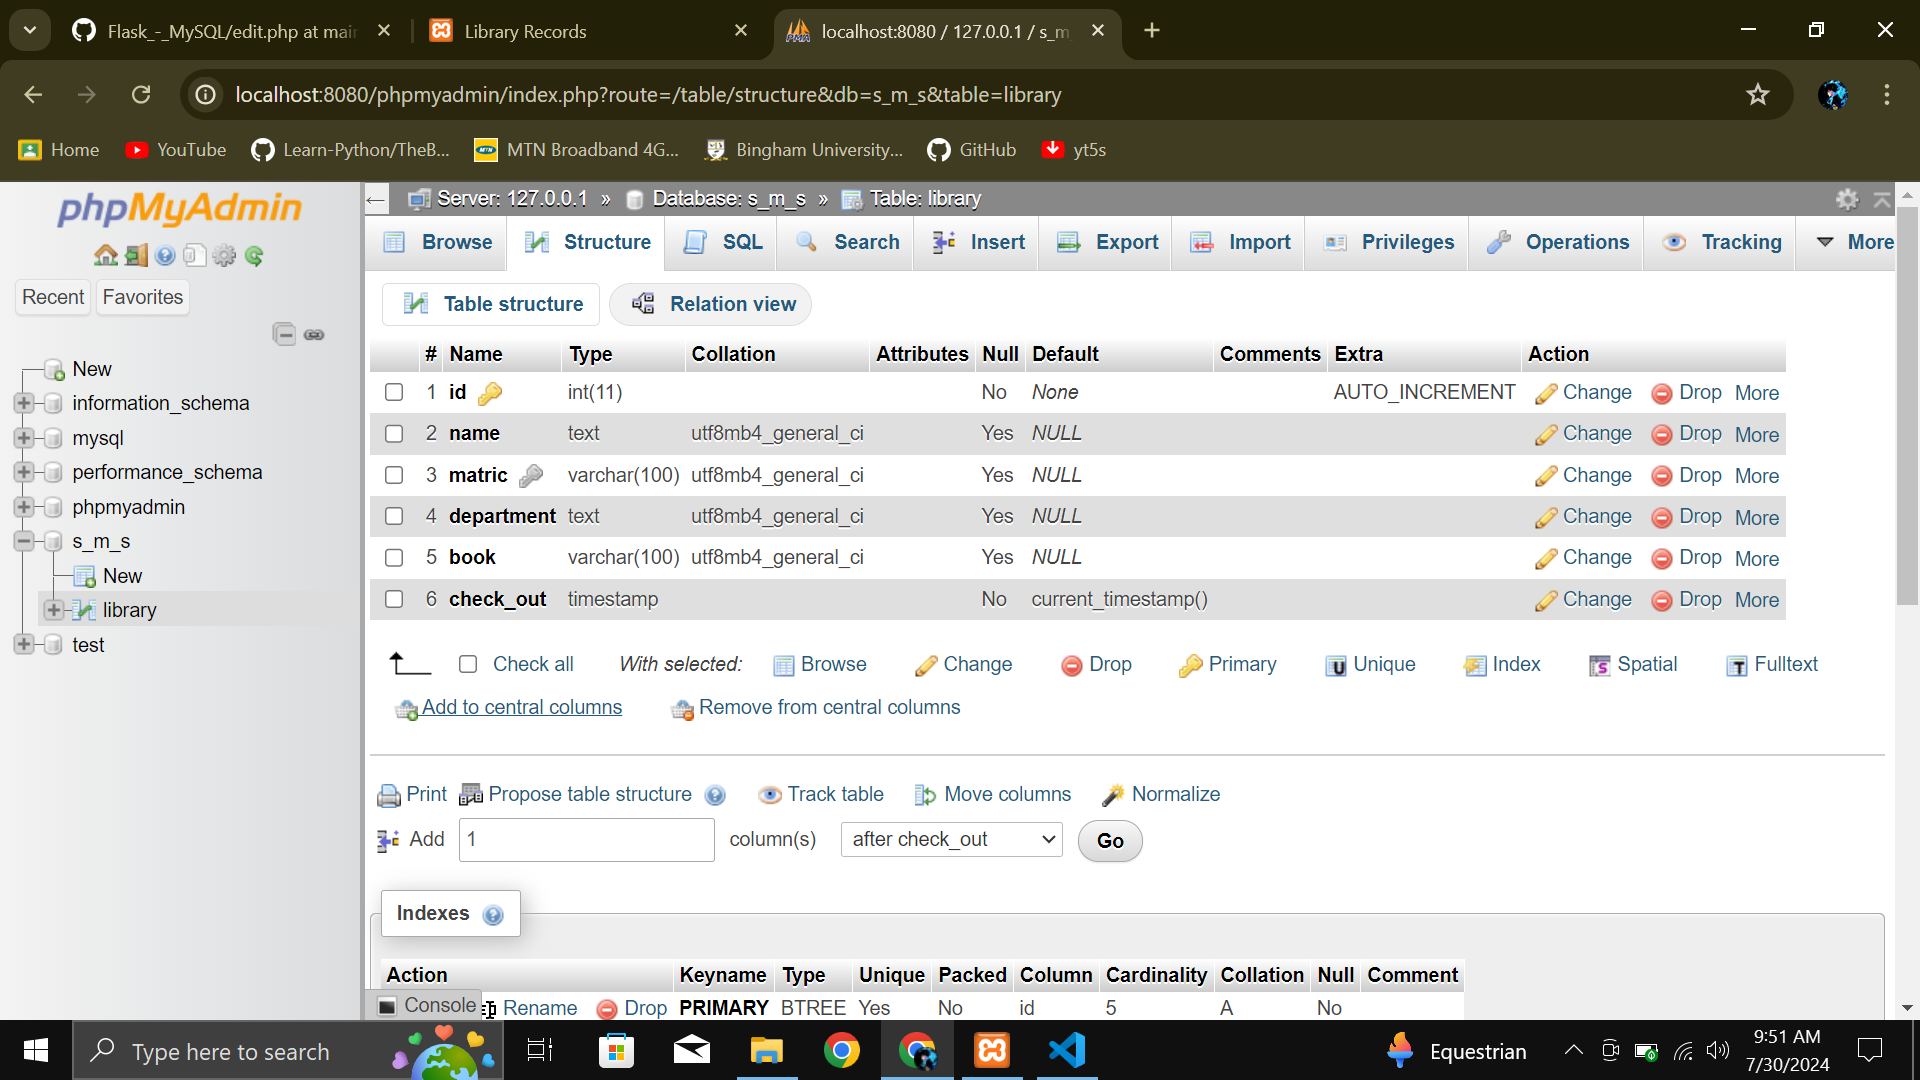 Flask_-_MySQL/edit.php at main
Library Records
localhost:8080 / 127.0.0.1 / s_m_
localhost:8080/phpmyadmin/index.php?route=/table/structure&db=s_m_s&table=library
Home YouTube Learn-Python/TheB... MTN Broadband 4G... Bingham University... GitHub yt5s
phpMyAdmin
Recent Favorites
New
information_schema
mysql
performance_schema
phpmyadmin
s_m_s
New
library
test
Server: 127.0.0.1 » Database: s_m_s » Table: library
Browse Structure SQL Search Insert Export Import Privileges Operations Tracking More
Table structure Relation view
# Name Type Collation Attributes Null Default Comments Extra Action
1 id int(11) No None AUTO_INCREMENT Change Drop More
2 name text utf8mb4_general_ci Yes NULL Change Drop More
3 matric varchar(100) utf8mb4_general_ci Yes NULL Change Drop More
4 department text utf8mb4_general_ci Yes NULL Change Drop More
5 book varchar(100) utf8mb4_general_ci Yes NULL Change Drop More
6 check_out timestamp No current_timestamp() Change Drop More
Check all With selected: Browse Change Drop Primary Unique Index Spatial Fulltext
Add to central columns Remove from central columns
Print Propose table structure Track table Move columns Normalize
Add 1 column(s) after check_out Go
Indexes
Action Keyname Type Unique Packed Column Cardinality Collation Null Comment
Console Rename Drop PRIMARY BTREE Yes No id 5 A No
Type here to search
Equestrian
9:51 AM
7/30/2024